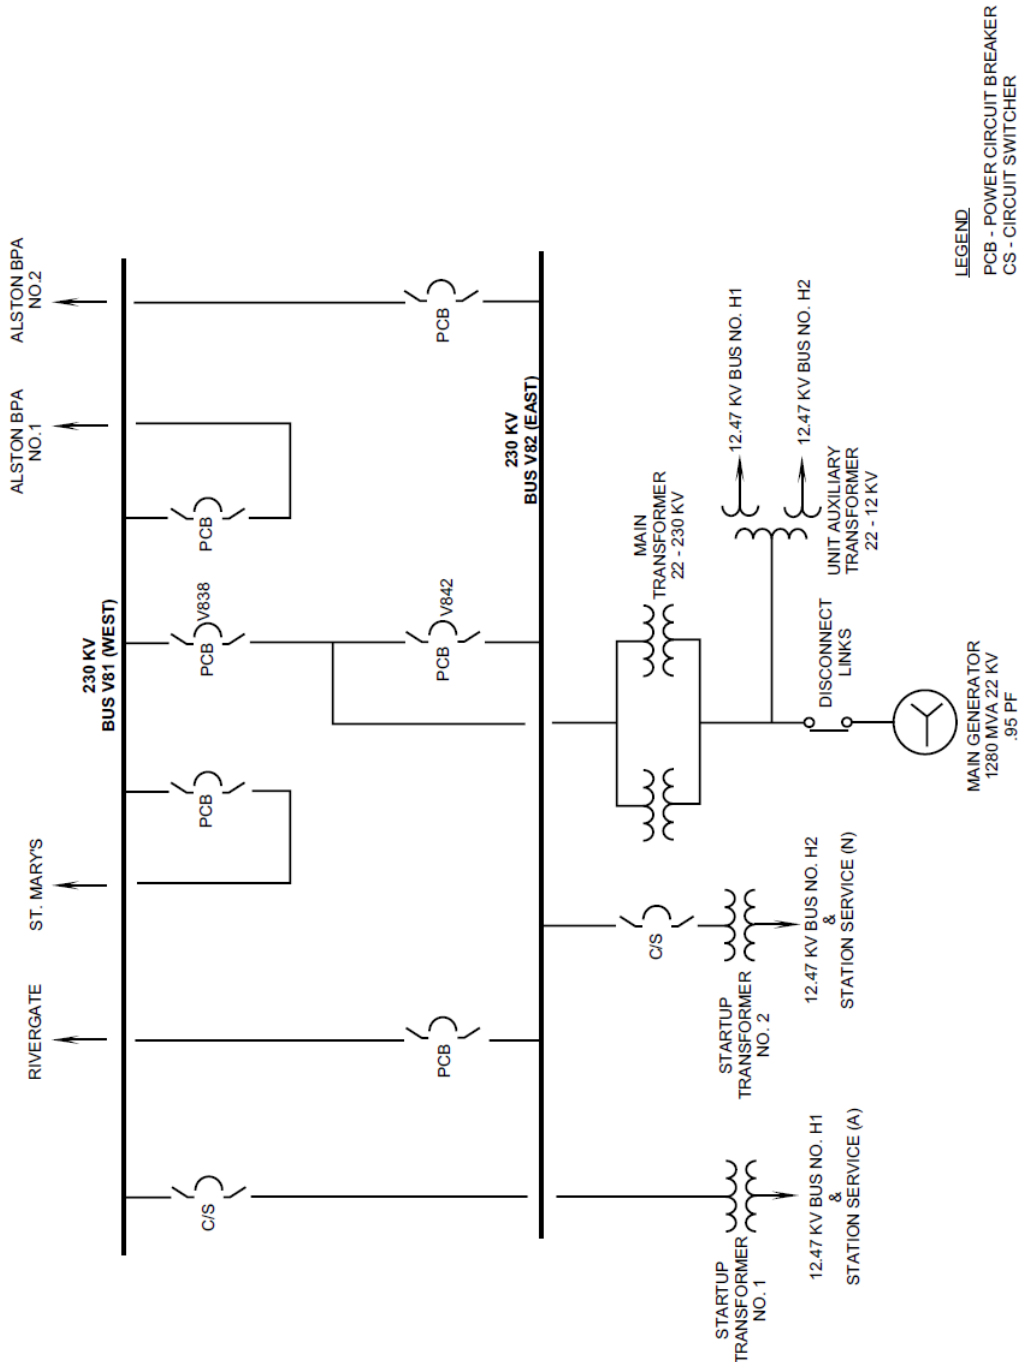 ALSTON BPA
NO.2
ALSTON BPA
NO.1
ST. MARY'S
RIVERGATE
230 KV
BUS V81 (WEST)
PCB
V838
PCB
PCB
C/S
PCB
PCB
V842
PCB
230 KV
BUS V82 (EAST)
C/S
MAIN
TRANSFORMER
22 - 230 KV
12.47 KV BUS NO. H1
12.47 KV BUS NO. H2
UNIT AUXILIARY
TRANSFORMER
22 - 12 KV
DISCONNECT
LINKS
MAIN GENERATOR
1280 MVA 22 KV
.95 PF
STARTUP
TRANSFORMER
NO. 2
12.47 KV BUS NO. H2
&
STATION SERVICE (N)
STARTUP
TRANSFORMER
NO. 1
12.47 KV BUS NO. H1
&
STATION SERVICE (A)
LEGEND
PCB - POWER CIRCUIT BREAKER
CS - CIRCUIT SWITCHER